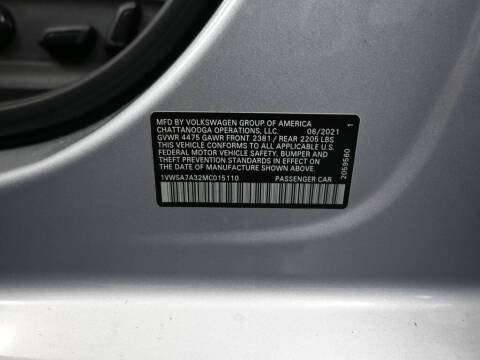 MFD BY VOLKSWAGEN GROUP OF AMERICA
CHATTANOOGA OPERATIONS, LLC. 06/2021
GVWR 4475 GAWR FRONT 2381 / REAR 2205 LBS
THIS VEHICLE CONFORMS TO ALL APPLICABLE U.S.
FEDERAL MOTOR VEHICLE SAFETY, BUMPER AND
THEFT PREVENTION STANDARDS IN EFFECT ON
THE DATE OF MANUFACTURE SHOWN ABOVE.
1VWSA7A32MC015110 PASSENGER CAR
2059560 1